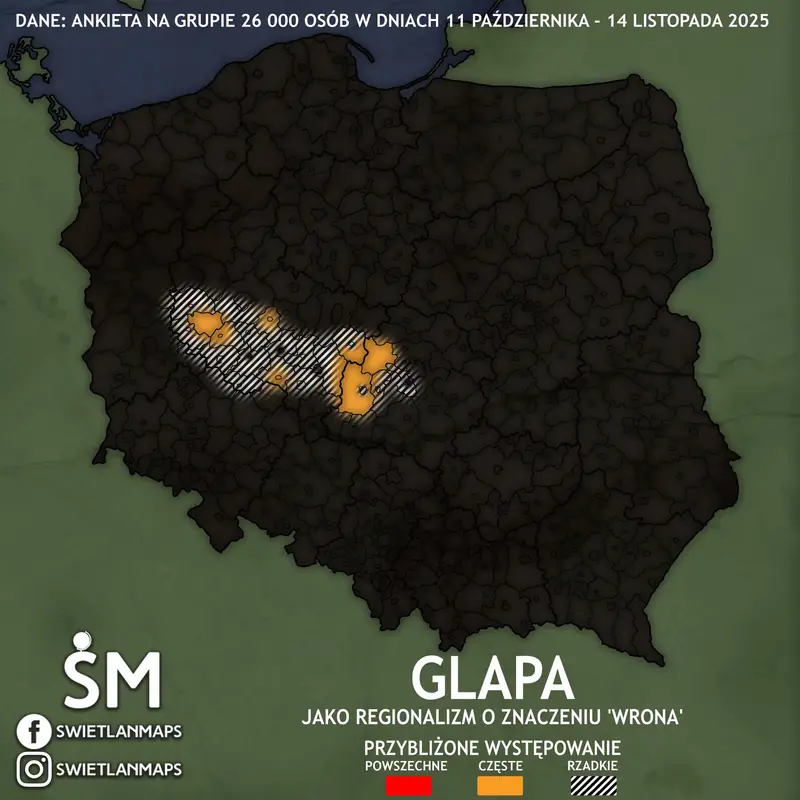 DANE: ANKIETA NA GRUPIE 26 000 OSÓB W DNIACH 11 PAŹDZIERNIKA - 14 LISTOPADA 2025
ŚM
SWIETLANMAPS
SWIETLANMAPS
GLAPA
JAKO REGIONALIZM O ZNACZENIU 'WRONA'
PRZYBLIŻONE WYSTĘPOWANIE
POWSZECHNE CZĘSTE RZADKIE